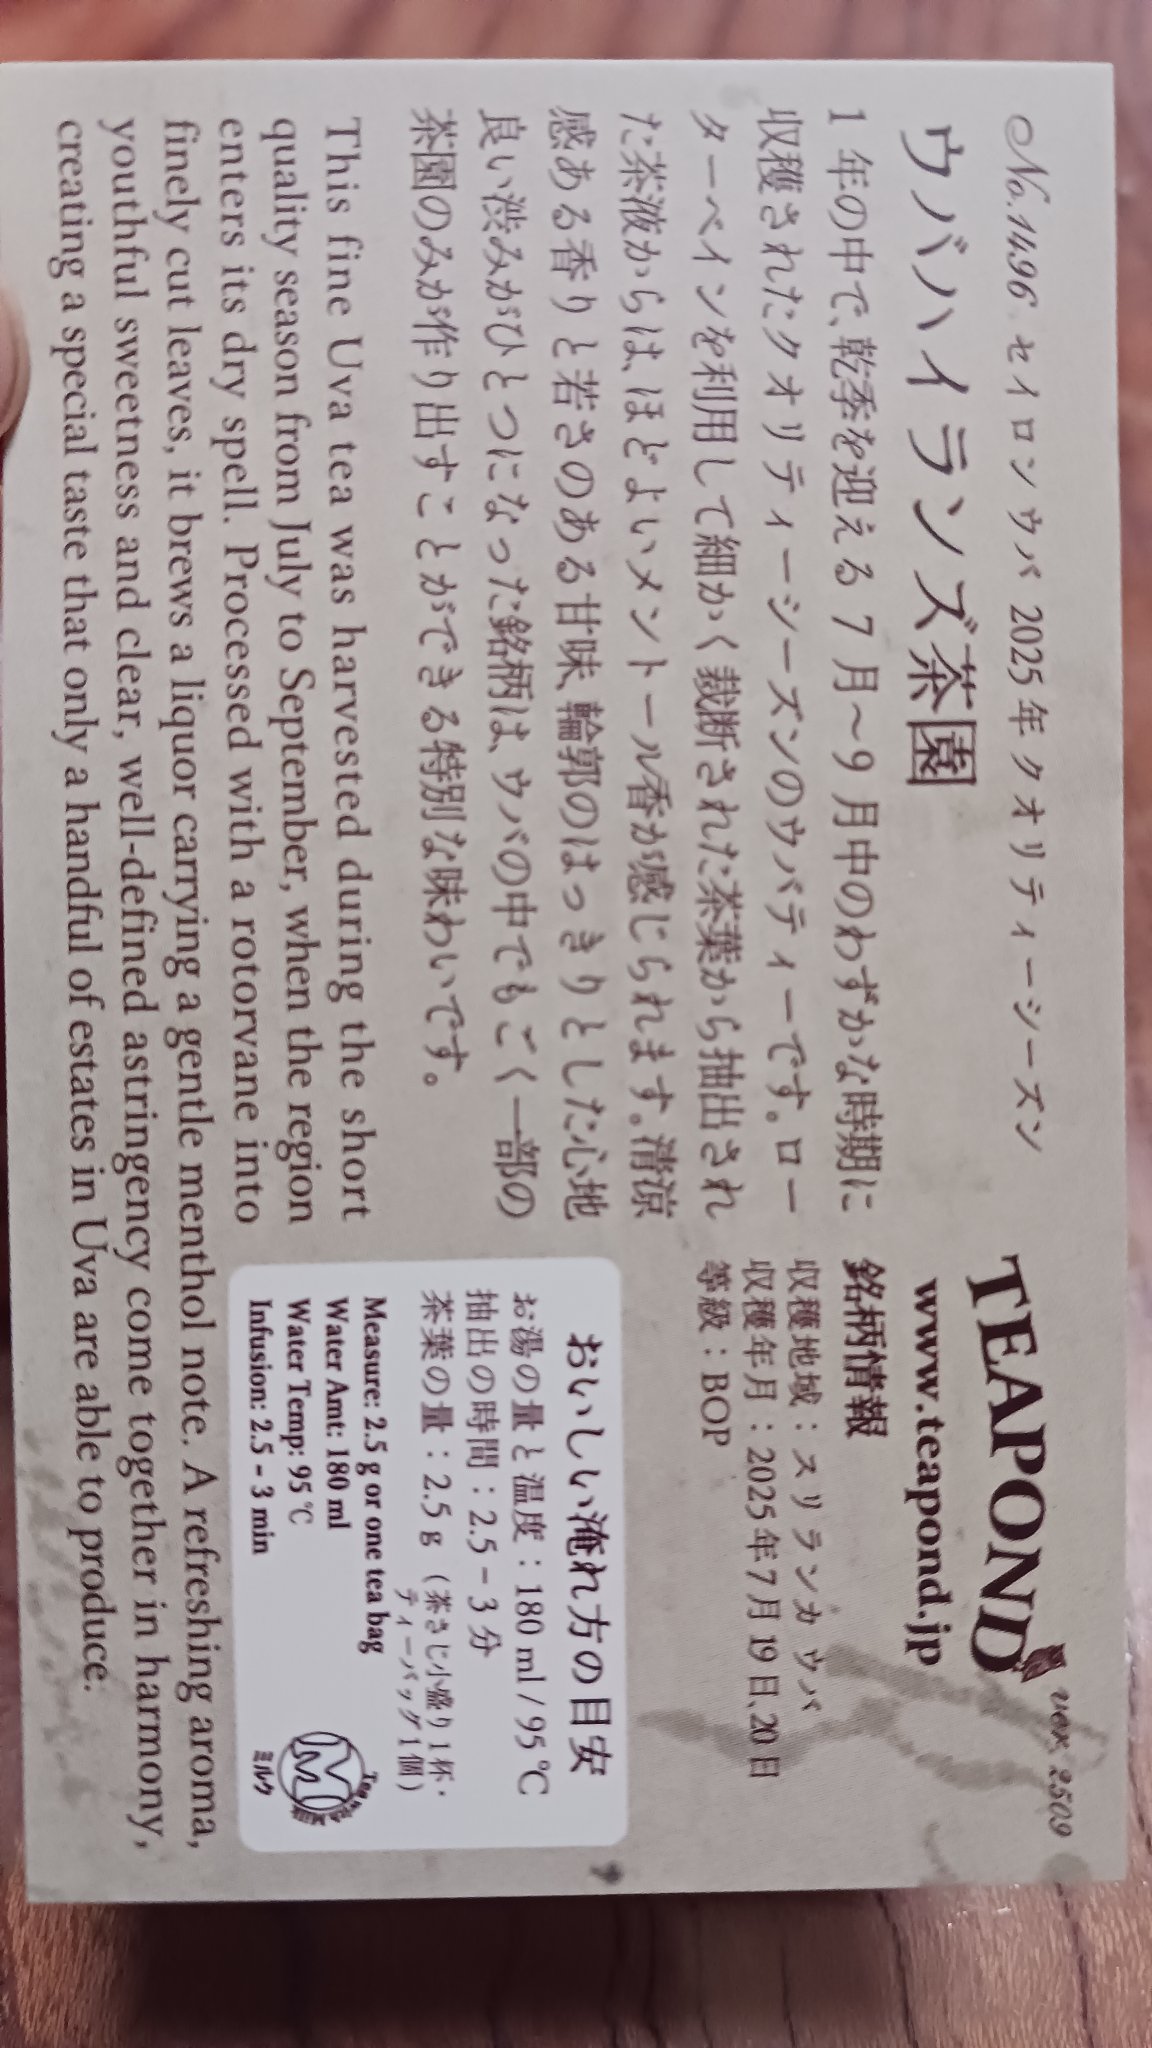 No.1496 セイロン ウバ 2025年 クオリティーシーズン
ウバハイランズ茶園
1年の中で、乾季を迎える7月~9月中のわずかな時期に
収穫されたクオリティーシーズンのウバティーです。ロー
ターベインを利用して細かく裁断された茶葉から抽出され
た茶液からは、ほどよいメントール香が感じられます。清涼
感ある香りと若さのある甘味、輪郭のはっきりとした心地
良い渋みがひとつになった銘柄は、ウバの中でもごく一部の
茶園のみが作り出すことができる特別な味わいです。
This fine Uva tea was harvested during the short
quality season from July to September, when the region
enters its dry spell. Processed with a rotorvane into
finely cut leaves, it brews a liquor carrying a gentle menthol note. A refreshing aroma,
youthful sweetness and clear, well-defined astringency come together in harmony,
creating a special taste that only a handful of estates in Uva are able to produce.
TEAPOND
ver. 2509
www.teapond.jp
銘柄情報
収穫地域：スリランカ ウバ
収穫年月：2025年7月19日、20日
等級：BOP
おいしい淹れ方の目安
お湯の量と温度：180 ml / 95 ℃
抽出の時間：2.5 – 3 分
茶葉の量：2.5 g（茶さじ小盛り1杯・
ティーバッグ1個）
Measure: 2.5 g or one tea bag
Water Amt: 180 ml
Water Temp: 95 ℃
Infusion: 2.5 – 3 min
M
ミルク